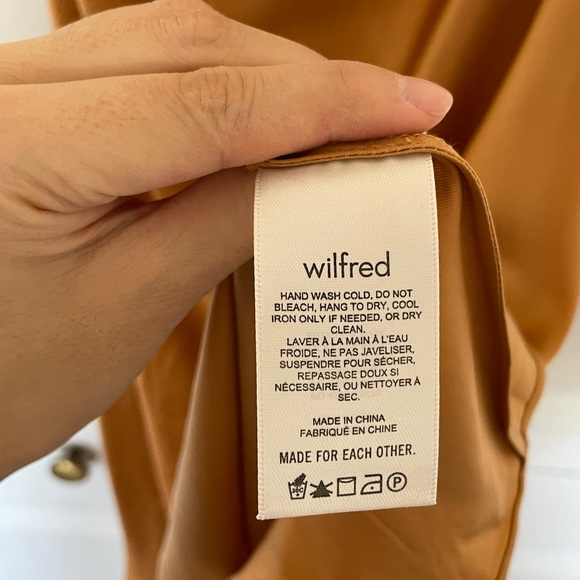 wilfred
HAND WASH COLD, DO NOT
BLEACH, HANG TO DRY, COOL
IRON ONLY IF NEEDED, OR DRY
CLEAN.
LAVER À LA MAIN À L'EAU
FROIDE, NE PAS JAVELISER,
SUSPENDRE POUR SÉCHER,
REPASSAGE DOUX SI
NÉCESSAIRE, OU NETTOYER À
SEC.
MADE IN CHINA
FABRIQUÉ EN CHINE
MADE FOR EACH OTHER.
30C P